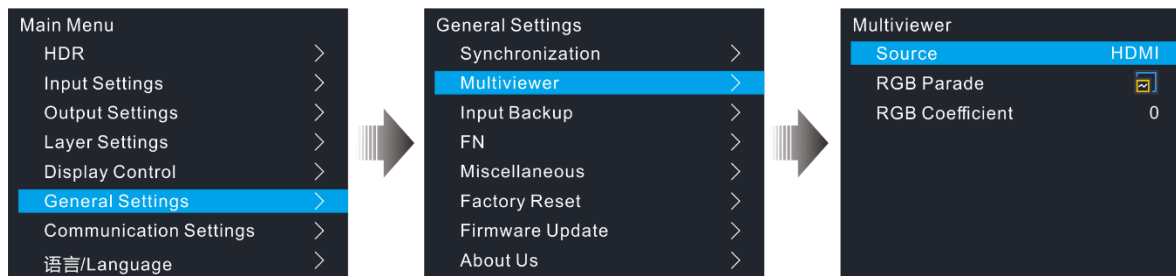 Main Menu
HDR
Input Settings
Output Settings
Layer Settings
Display Control
General Settings
Communication Settings
语言/Language
General Settings
Synchronization
Multiviewer
Input Backup
FN
Miscellaneous
Factory Reset
Firmware Update
About Us
Multiviewer
Source HDMI
RGB Parade
RGB Coefficient 0